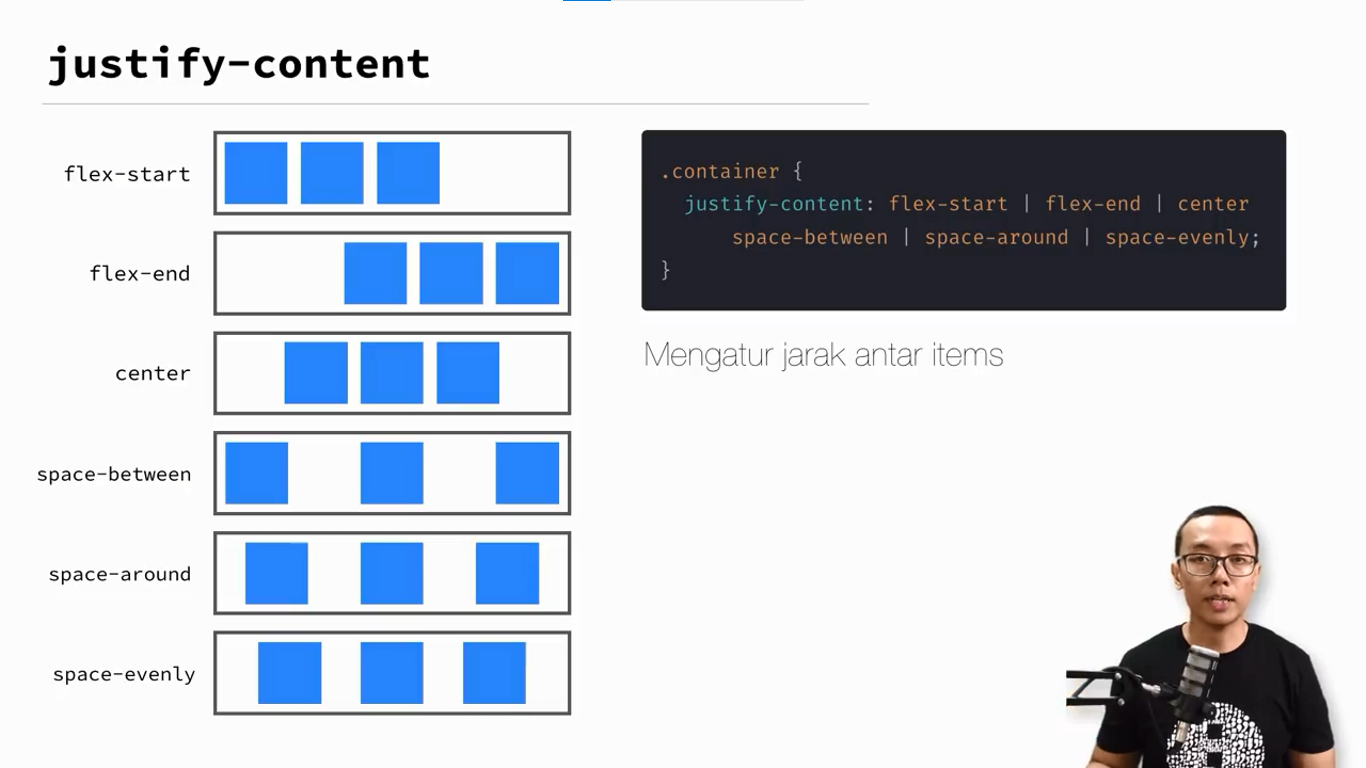 justify-content
flex-start
flex-end
center
space-between
space-around
space-evenly
.container {
justify-content: flex-start | flex-end | center
space-between | space-around | space-evenly;
}
Mengatur jarak antar items